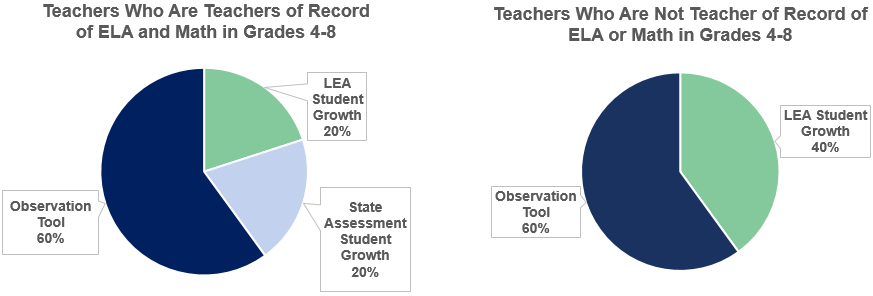 Teachers Who Are Teachers of Record
of ELA and Math in Grades 4-8
LEA
Student
Growth
20%
Observation
Tool
60%
State
Assessment
Student
Growth
20%
Teachers Who Are Not Teacher of Record of
ELA or Math in Grades 4-8
LEA Student
Growth
40%
Observation
Tool
60%